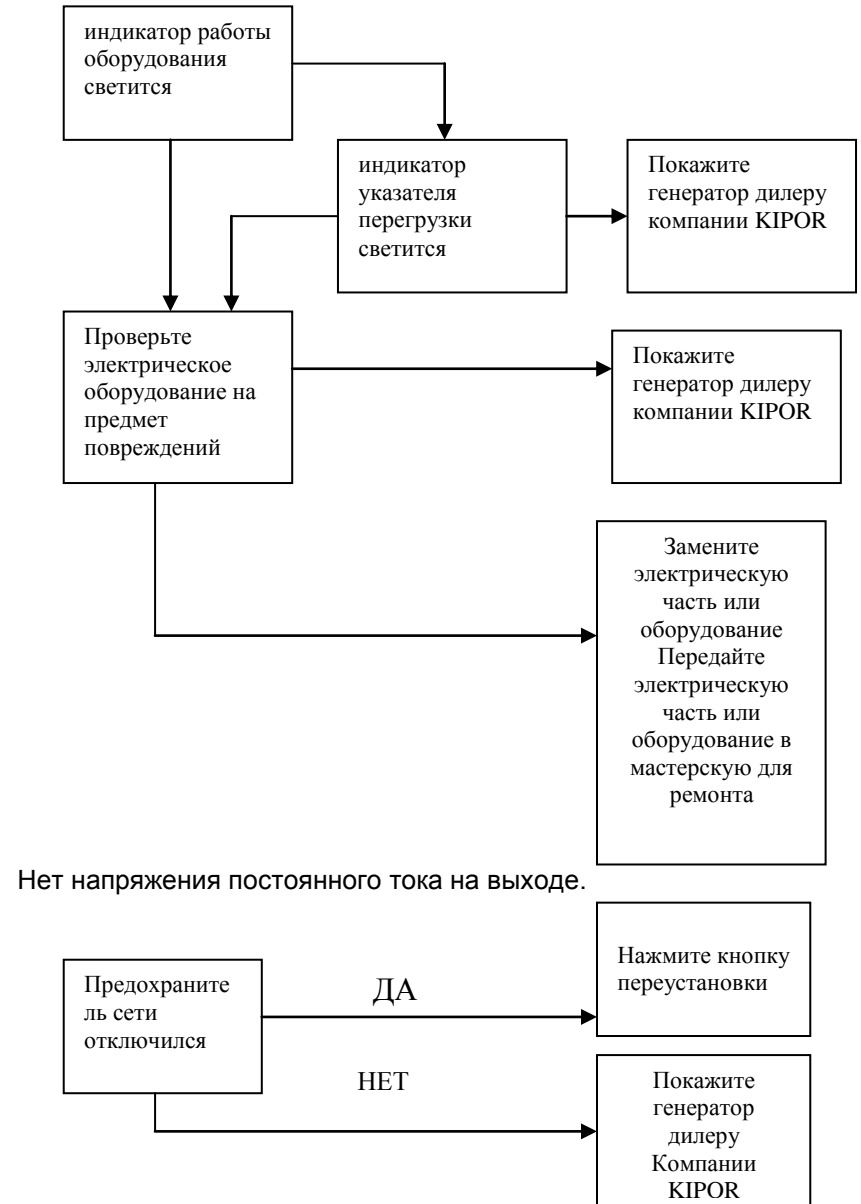 индикатор работы
оборудования
светится
индикатор
указателя
перегрузки
светится
Покажите
генератор дилеру
компании KIPOR
Проверьте
электрическое
оборудование на
предмет
повреждений
Покажите
генератор дилеру
компании KIPOR
Замените
электрическую
часть или
оборудование
Передайте
электрическую
часть или
оборудование в
мастерскую для
ремонта
Нет напряжения постоянного тока на выходе.
Предохраните
ль сети
отключился
ДА
Нажмите кнопку
переустановки
НЕТ
Покажите
генератор
дилеру
Компании
KIPOR